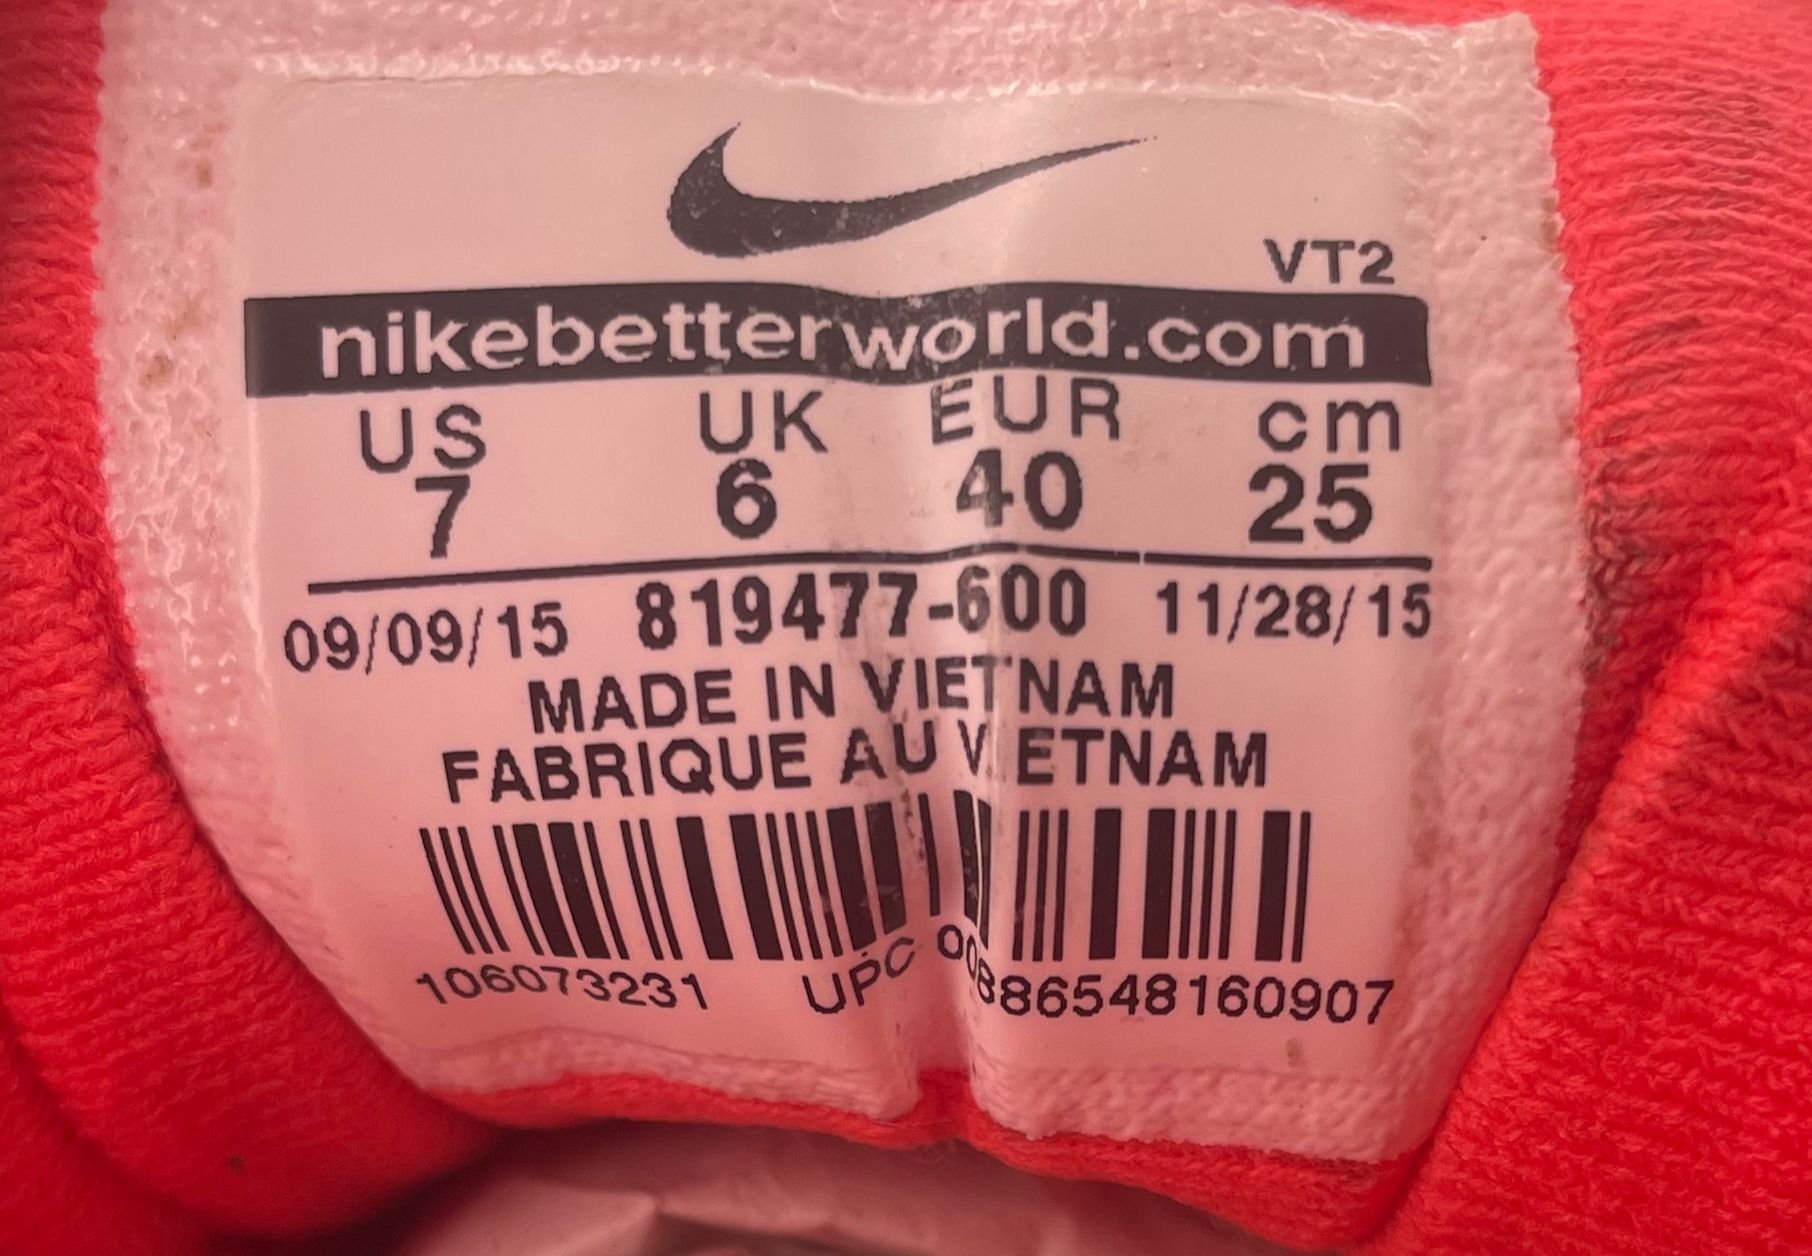 VT2
nikebetterworld.com
US UK EUR cm
7 6 40 25
09/09/15 819477-600 11/28/15
MADE IN VIETNAM
FABRIQUE AU VIETNAM
106073231 UPC 00886548160907